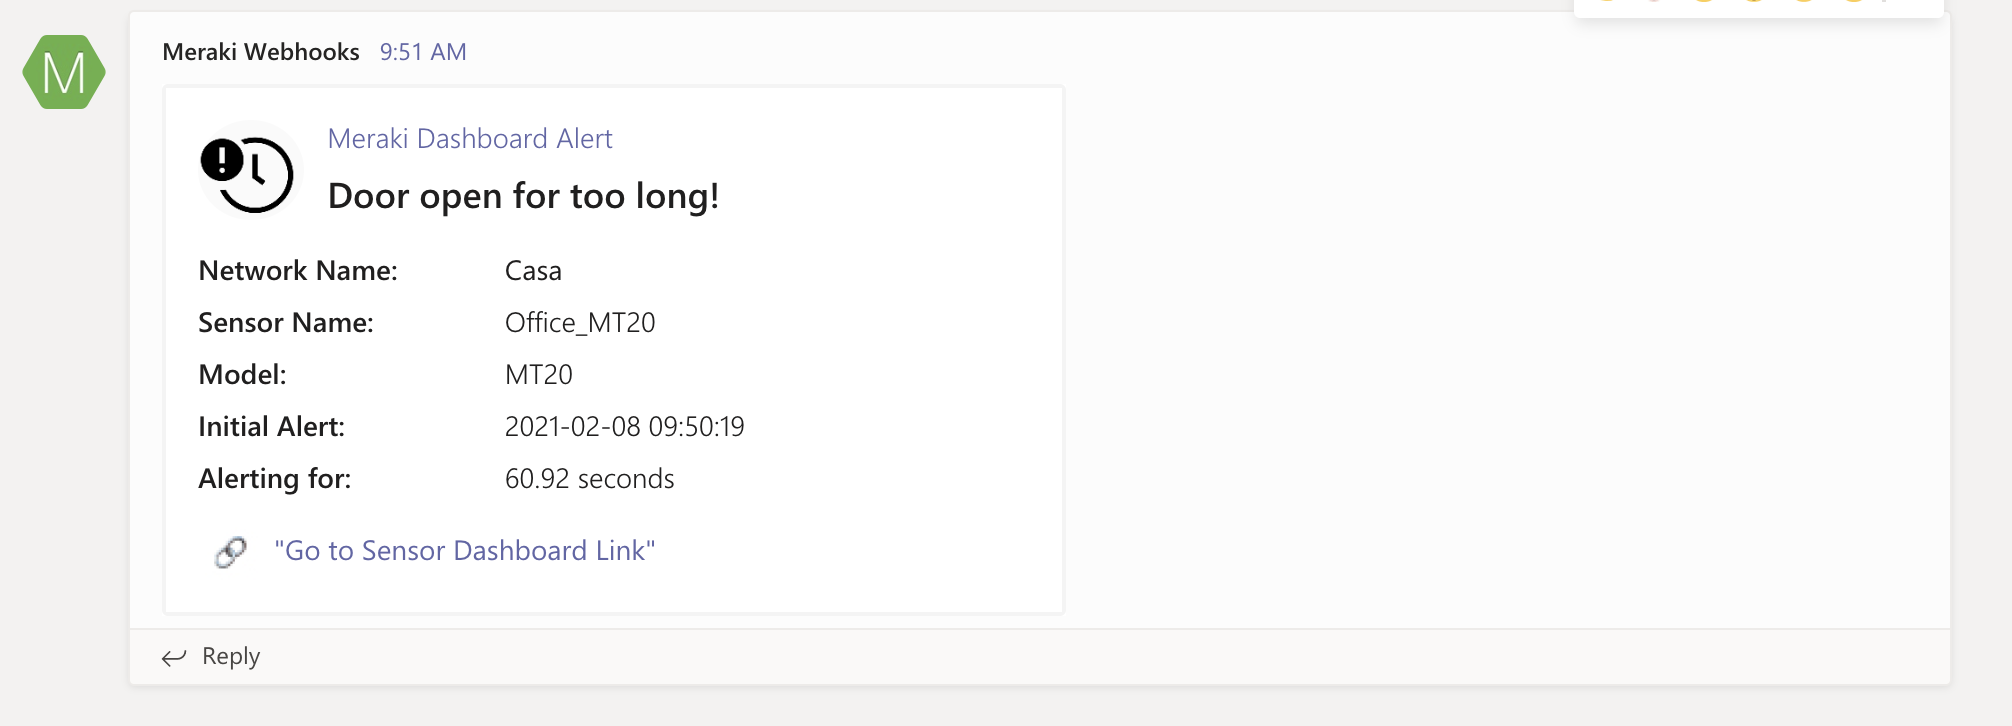 M
Meraki Webhooks 9:51 AM
Meraki Dashboard Alert
Door open for too long!
Network Name: Casa
Sensor Name: Office_MT20
Model: MT20
Initial Alert: 2021-02-08 09:50:19
Alerting for: 60.92 seconds
"Go to Sensor Dashboard Link"
Reply